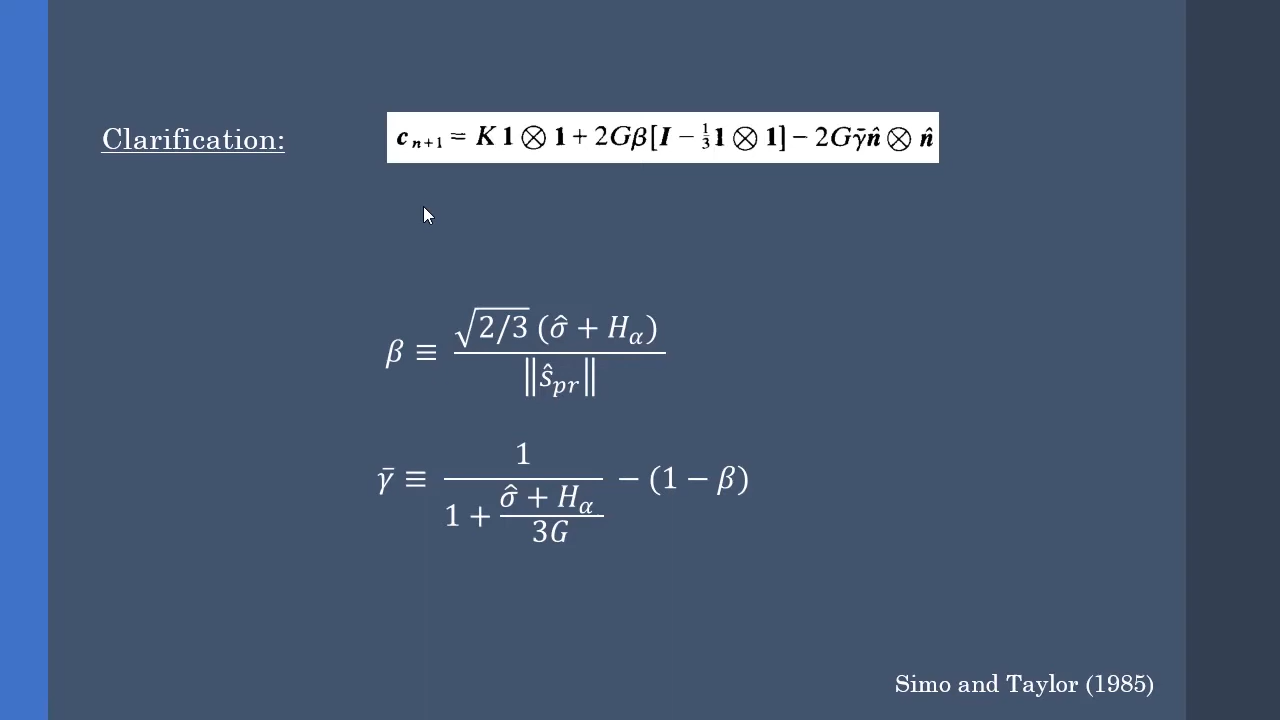 Clarification:
𝒄ₙ₊₁ = K 𝟏 ⊗ 𝟏 + 2Gβ[𝑰 − ⅓𝟏 ⊗ 𝟏] − 2Gγ̄n̂ ⊗ n̂
β ≡ √2/3 (σ̂ + H_α) / ‖ŝ_pr‖
γ̄ ≡ 1 / (1 + (σ̂ + H_α)/3G) − (1 − β)
Simo and Taylor (1985)